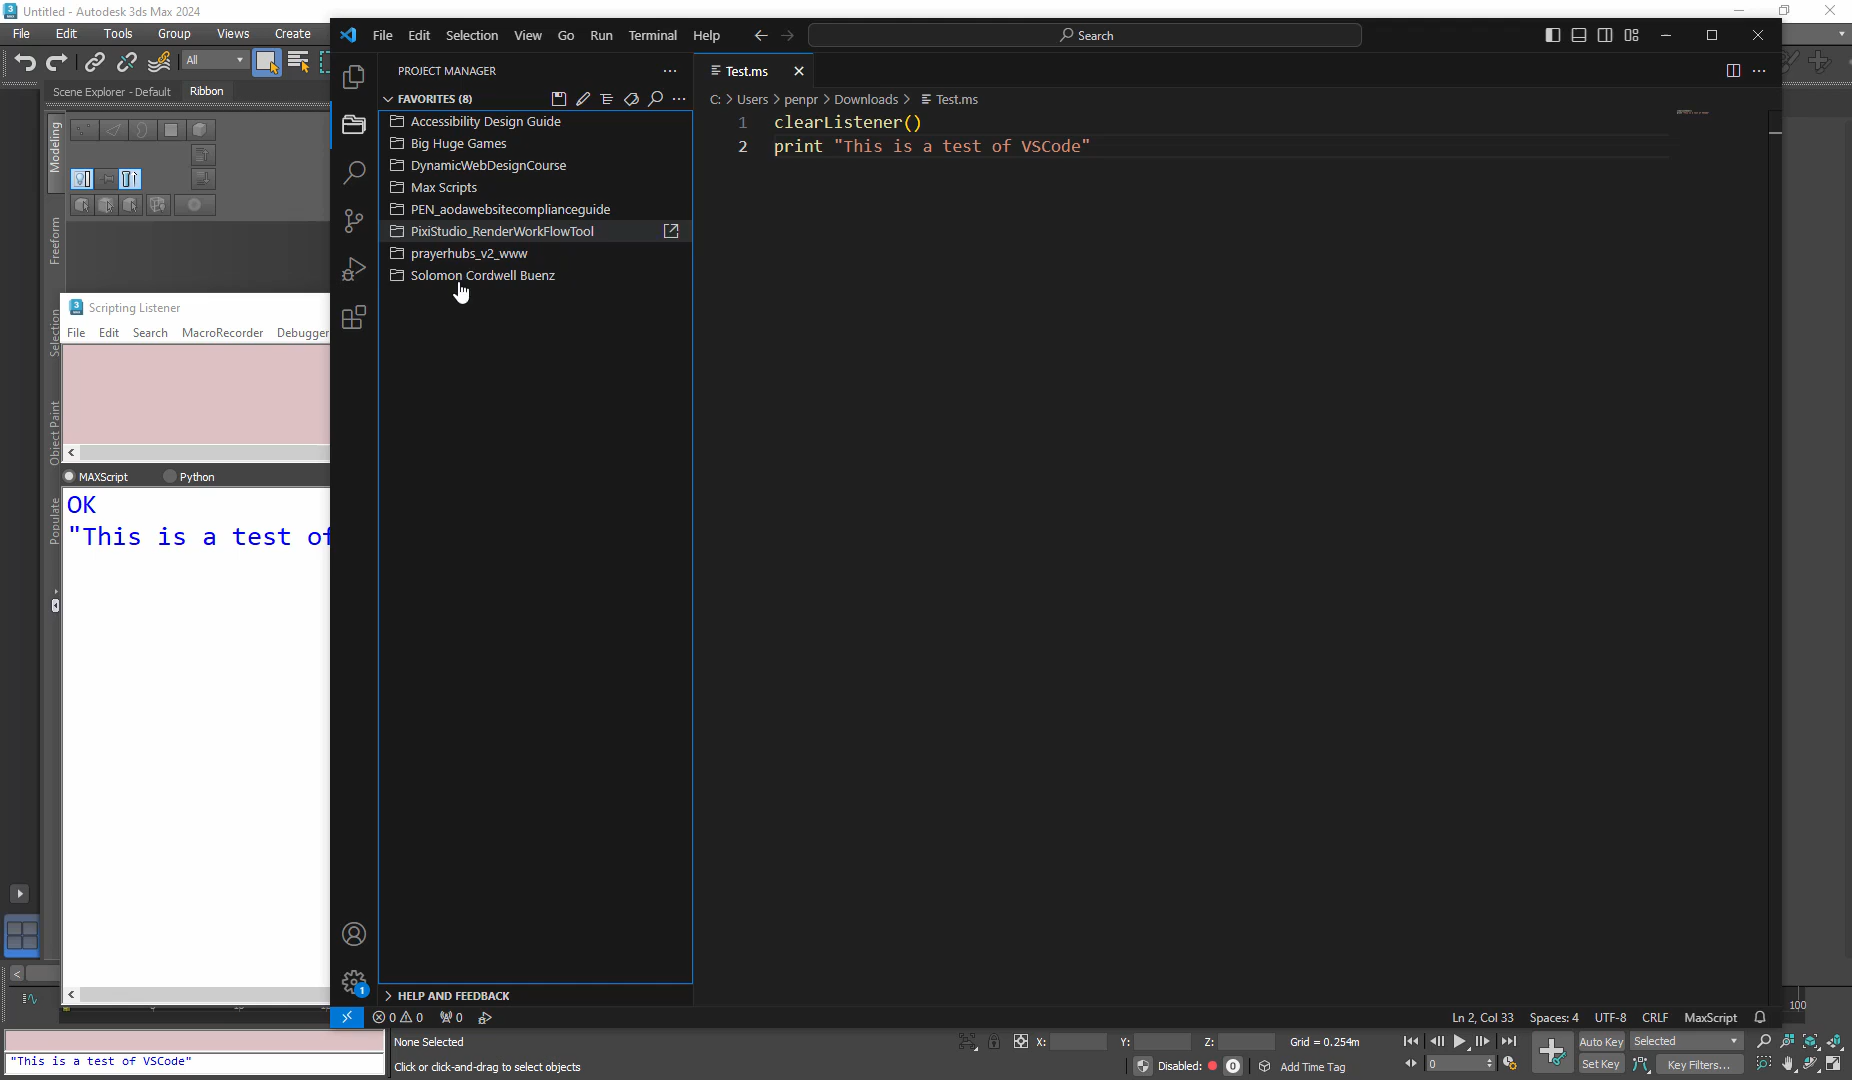 Untitled - Autodesk 3ds Max 2024
File Edit Tools Group Views Create
All
Scene Explorer - Default Ribbon
Modeling
Freeform
Selection
Object Paint
Populate
Scripting Listener
File Edit Search MacroRecorder Debugger
MAXScript Python
OK
"This is a test of
File Edit Selection View Go Run Terminal Help
Search
PROJECT MANAGER
FAVORITES (8)
Accessibility Design Guide
Big Huge Games
DynamicWebDesignCourse
Max Scripts
PEN_aodawebsitecomplianceguide
PixiStudio_RenderWorkFlowTool
prayerhubs_v2_www
Solomon Cordwell Buenz
HELP AND FEEDBACK
1
Test.ms
C: > Users > penpr > Downloads > Test.ms
1 clearListener()
2 print "This is a test of VSCode"
0 0 0
Ln 2, Col 33 Spaces: 4 UTF-8 CRLF MaxScript
100
"This is a test of VSCode"
None Selected
Click or click-and-drag to select objects
X: Y: Z: Grid = 0.254m
Disabled: 0 Add Time Tag
0
Auto Key Selected
Set Key Key Filters...